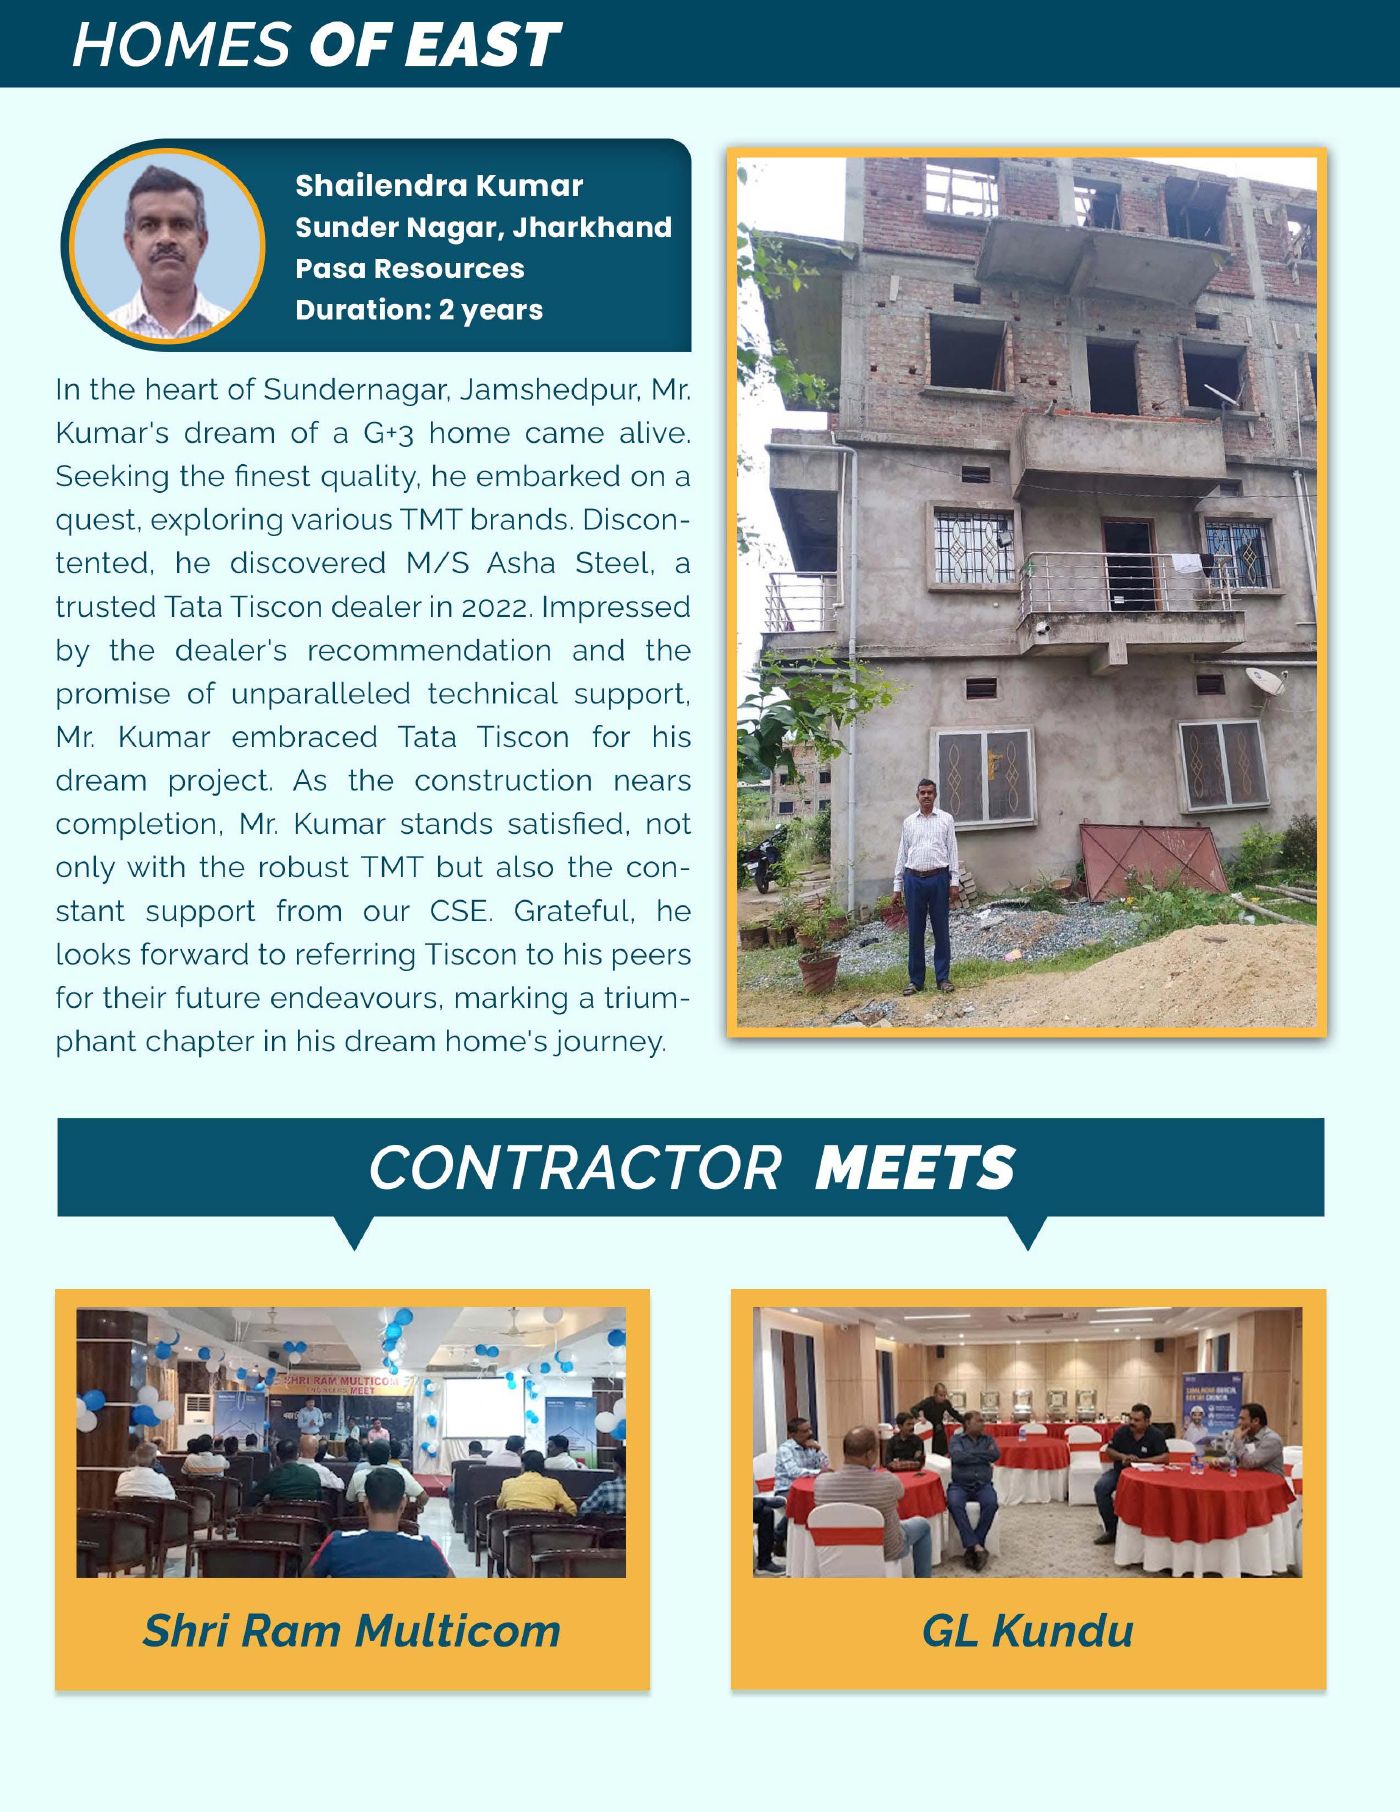 HOMES OF EAST
Shailendra Kumar
Sunder Nagar, Jharkhand
Pasa Resources
Duration: 2 years
In the heart of Sundernagar, Jamshedpur, Mr.
Kumar's dream of a G+3 home came alive.
Seeking the finest quality, he embarked on a
quest, exploring various TMT brands. Discon-
tented, he discovered M/S Asha Steel, a
trusted Tata Tiscon dealer in 2022. Impressed
by the dealer's recommendation and the
promise of unparalleled technical support,
Mr. Kumar embraced Tata Tiscon for his
dream project. As the construction nears
completion, Mr. Kumar stands satisfied, not
only with the robust TMT but also the con-
stant support from our CSE. Grateful, he
looks forward to referring Tiscon to his peers
for their future endeavours, marking a trium-
phant chapter in his dream home's journey.
CONTRACTOR MEETS
SHRI RAM MULTICOM
ENGINEERS MEET
Shri Ram Multicom
GL Kundu